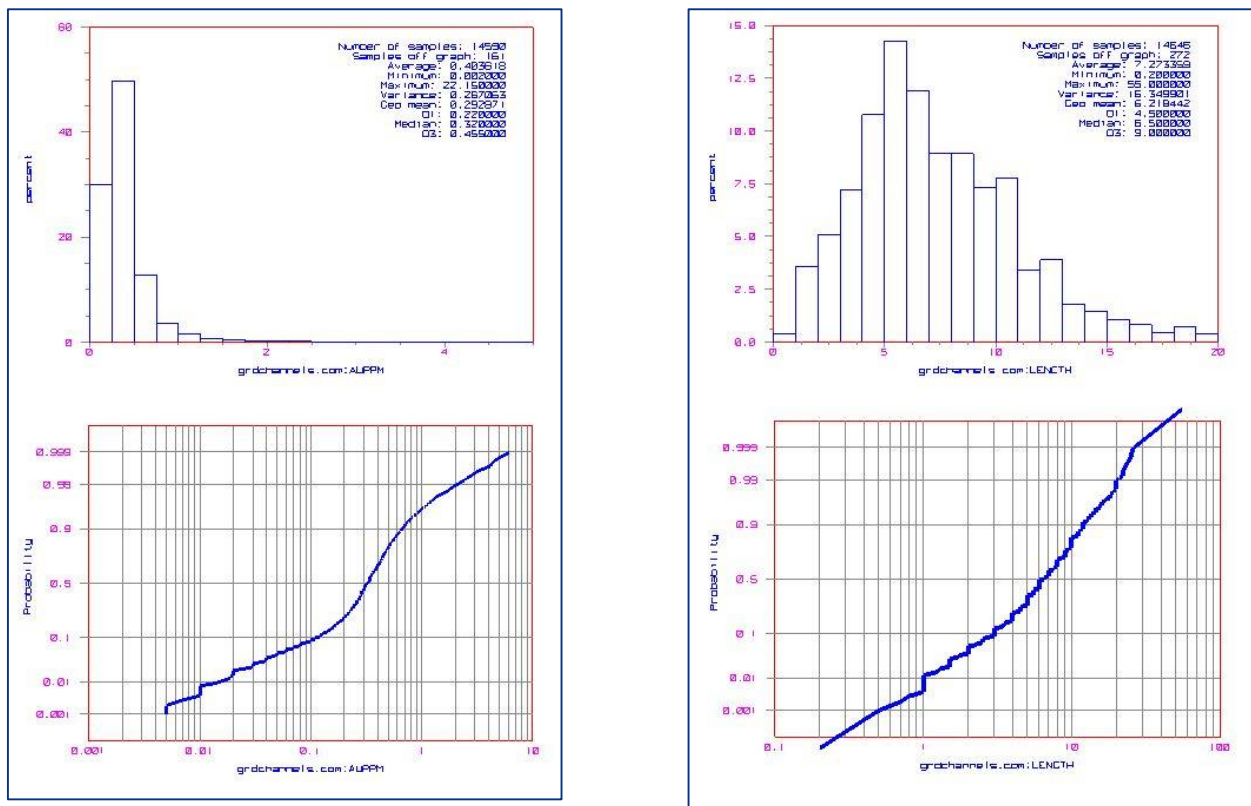 60
40
20
0
percent
Number of samples: 14590
Samples off graph: 161
Average: 0.403618
Minimum: 0.002000
Maximum: 22.150000
Variance: 0.267063
Geo mean: 0.292871
Q1: 0.220000
Median: 0.320000
Q3: 0.455000
0 2 4
grdchannels.com:AUPPM
15.0
12.5
10.0
7.5
5.0
2.5
0.0
percent
Number of samples: 14646
Samples off graph: 272
Average: 7.273359
Minimum: 0.200000
Maximum: 55.000000
Variance: 16.349901
Geo mean: 6.218442
Q1: 4.500000
Median: 6.500000
Q3: 9.000000
0 5 10 15 20
grdchannels.com:LENGTH
0.999
0.99
0.9
0.5
0.1
0.01
0.001
Probability
0.001 0.01 0.1 1 10
grdchannels.com:AUPPM
0.999
0.99
0.9
0.5
0.1
0.01
0.001
Probability
0.1 1 10 100
grdchannels.com:LENGTH